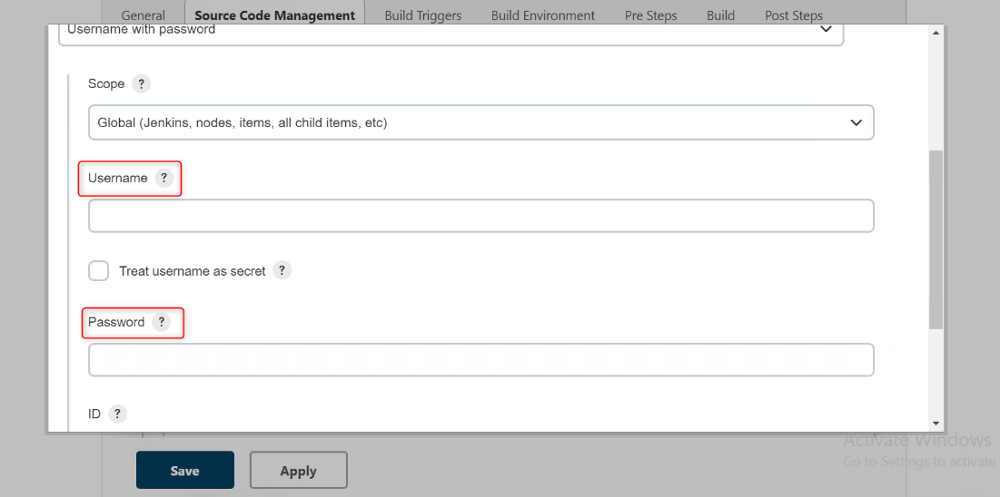 General Source Code Management Build Triggers Build Environment Pre Steps Build Post Steps
Username with password
Scope ?
Global (Jenkins, nodes, items, all child items, etc)
Username ?
Treat username as secret ?
Password ?
ID ?
Save Apply
Activate Windows
Go to Settings to activate